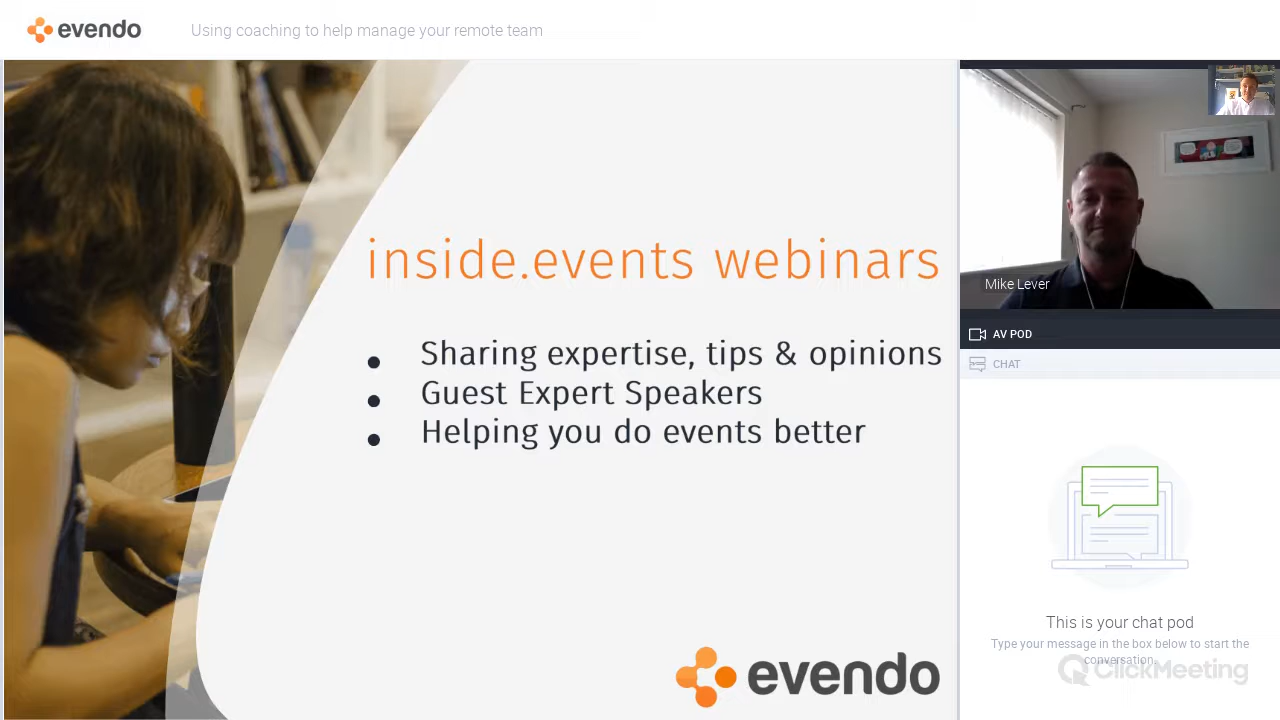 evendo
Using coaching to help manage your remote team
inside.events webinars
Sharing expertise, tips & opinions
Guest Expert Speakers
Helping you do events better
evendo
Mike Lever
AV POD
CHAT
This is your chat pod
Type your message in the box below to start the
conversation.
ClickMeeting